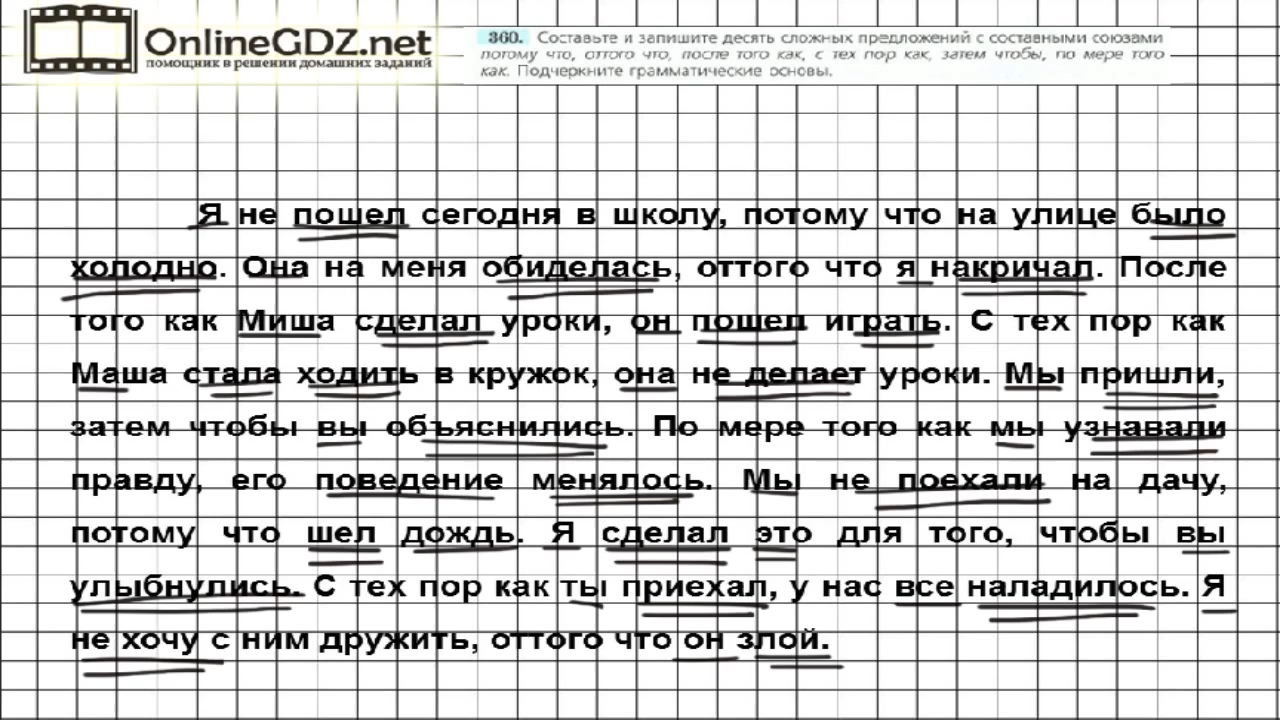 OnlineGDZ.net
помощник в решении домашних заданий
360. Составьте и запишите десять сложных предложений с составными союзами
потому что, оттого что, после того как, с тех пор как, затем чтобы, по мере того
как. Подчеркните грамматические основы.
Я не пошел сегодня в школу, потому что на улице было
холодно. Она на меня обиделась, оттого что я накричал. После
того как Миша сделал уроки, он пошел играть. С тех пор как
Маша стала ходить в кружок, она не делает уроки. Мы пришли,
затем чтобы вы объяснились. По мере того как мы узнавали
правду, его поведение менялось. Мы не поехали на дачу,
потому что шел дождь. Я сделал это для того, чтобы вы
улыбнулись. С тех пор как ты приехал, у нас все наладилось. Я
не хочу с ним дружить, оттого что он злой.